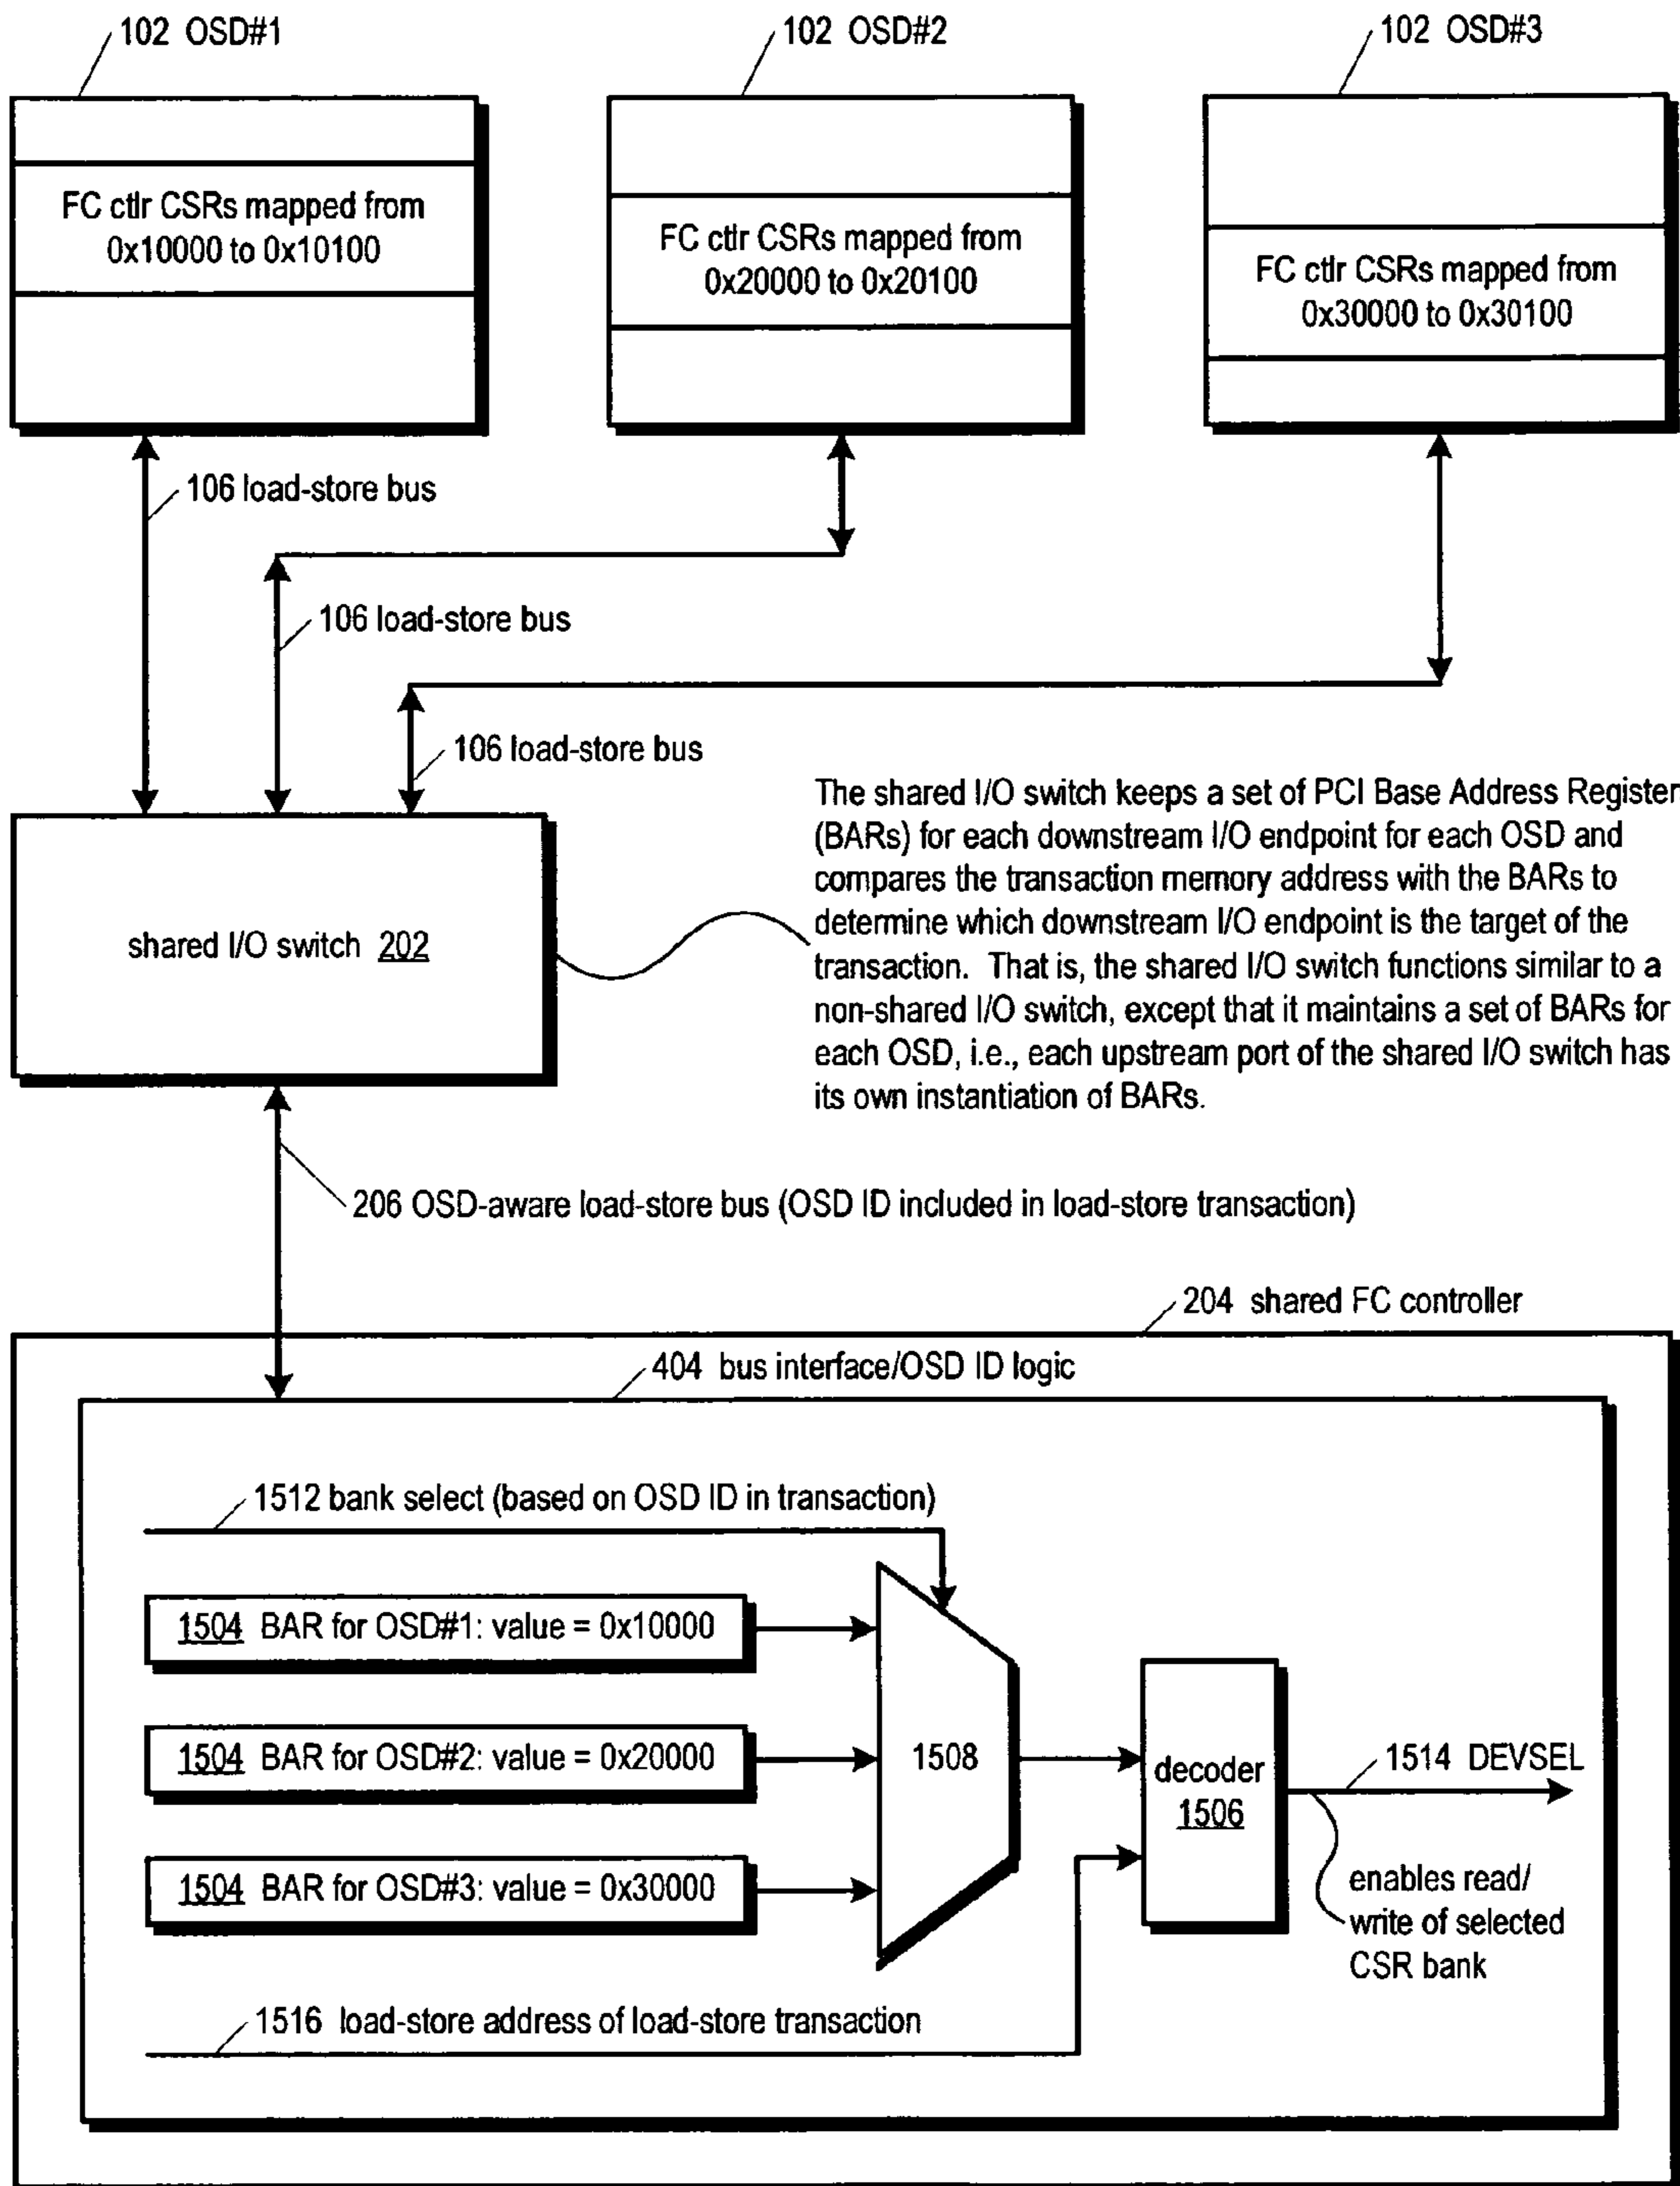 102 OSD#1
102 OSD#2
102 OSD#3
FC ctlr CSRs mapped from
0x10000 to 0x10100
FC ctlr CSRs mapped from
0x20000 to 0x20100
FC ctlr CSRs mapped from
0x30000 to 0x30100
106 load-store bus
106 load-store bus
106 load-store bus
shared I/O switch 202
The shared I/O switch keeps a set of PCI Base Address Register
(BARs) for each downstream I/O endpoint for each OSD and
compares the transaction memory address with the BARs to
determine which downstream I/O endpoint is the target of the
transaction. That is, the shared I/O switch functions similar to a
non-shared I/O switch, except that it maintains a set of BARs for
each OSD, i.e., each upstream port of the shared I/O switch has
its own instantiation of BARs.
206 OSD-aware load-store bus (OSD ID included in load-store transaction)
204 shared FC controller
404 bus interface/OSD ID logic
1512 bank select (based on OSD ID in transaction)
1504 BAR for OSD#1: value = 0x10000
1504 BAR for OSD#2: value = 0x20000
1504 BAR for OSD#3: value = 0x30000
1508
decoder
1506
1514 DEVSEL
enables read/
write of selected
CSR bank
1516 load-store address of load-store transaction